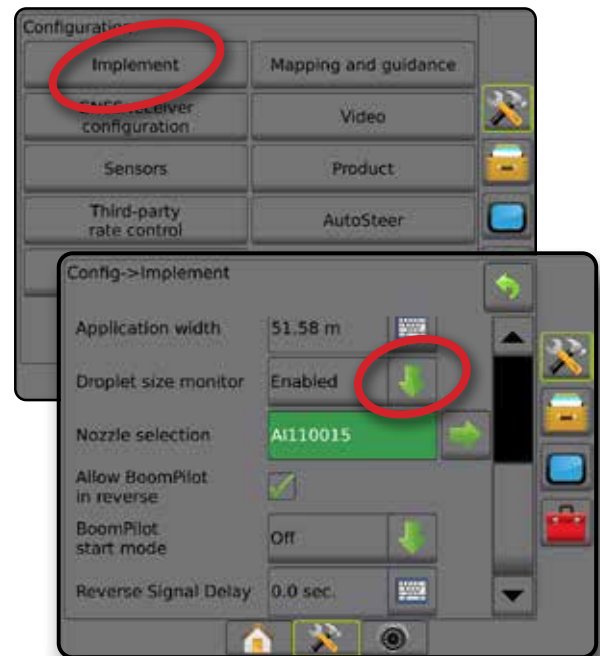 Configuration
Implement
Mapping and guidance
receiver
configuration
Video
Sensors
Product
Third-party
rate control
AutoSteer
Config->Implement
Application width
51.58 m
Droplet size monitor
Enabled
Nozzle selection
AI110015
Allow BoomPilot
in reverse
BoomPilot
start mode
Off
Reverse Signal Delay
0.0 sec.